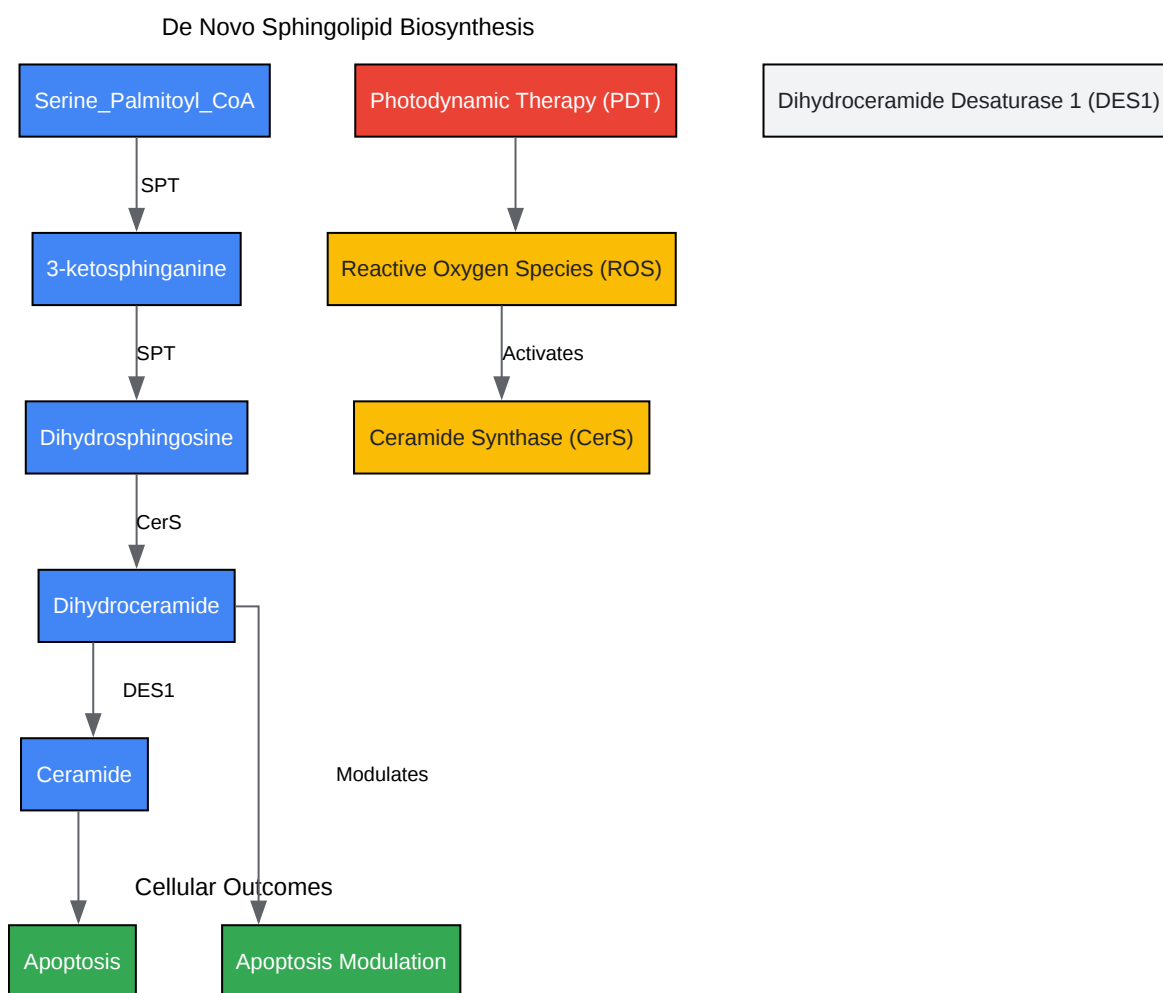 De Novo Sphingolipid Biosynthesis
Serine_Palmitoyl_CoA
Photodynamic Therapy (PDT)
Dihydroceramide Desaturase 1 (DES1)
SPT
3-ketosphinganine
Reactive Oxygen Species (ROS)
SPT
Activates
Dihydrosphingosine
Ceramide Synthase (CerS)
CerS
Dihydroceramide
DES1
Ceramide
Modulates
Cellular Outcomes
Apoptosis
Apoptosis Modulation